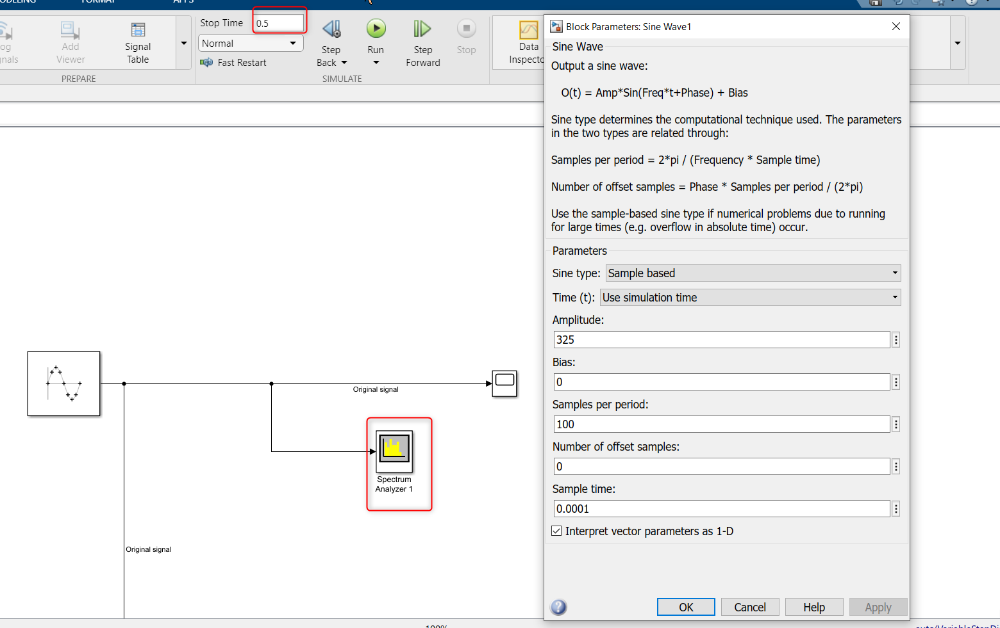 FORMAT
APPS
Stop Time 0.5
Normal
Fast Restart
Add
Viewer
Signal
Table
Step
Back
Run
Step
Forward
Stop
Data
PREPARE
SIMULATE
Original signal
Spectrum
Analyzer 1
Original signal
100%
Block Parameters: Sine Wave1
Sine Wave
Output a sine wave:
O(t) = Amp*Sin(Freq*t+Phase) + Bias
Sine type determines the computational technique used. The parameters
in the two types are related through:
Samples per period = 2*pi / (Frequency * Sample time)
Number of offset samples = Phase * Samples per period / (2*pi)
Use the sample-based sine type if numerical problems due to running
for large times (e.g. overflow in absolute time) occur.
Parameters
Sine type: Sample based
Time (t): Use simulation time
Amplitude:
325
Bias:
0
Samples per period:
100
Number of offset samples:
0
Sample time:
0.0001
Interpret vector parameters as 1-D
OK
Cancel
Help
Apply